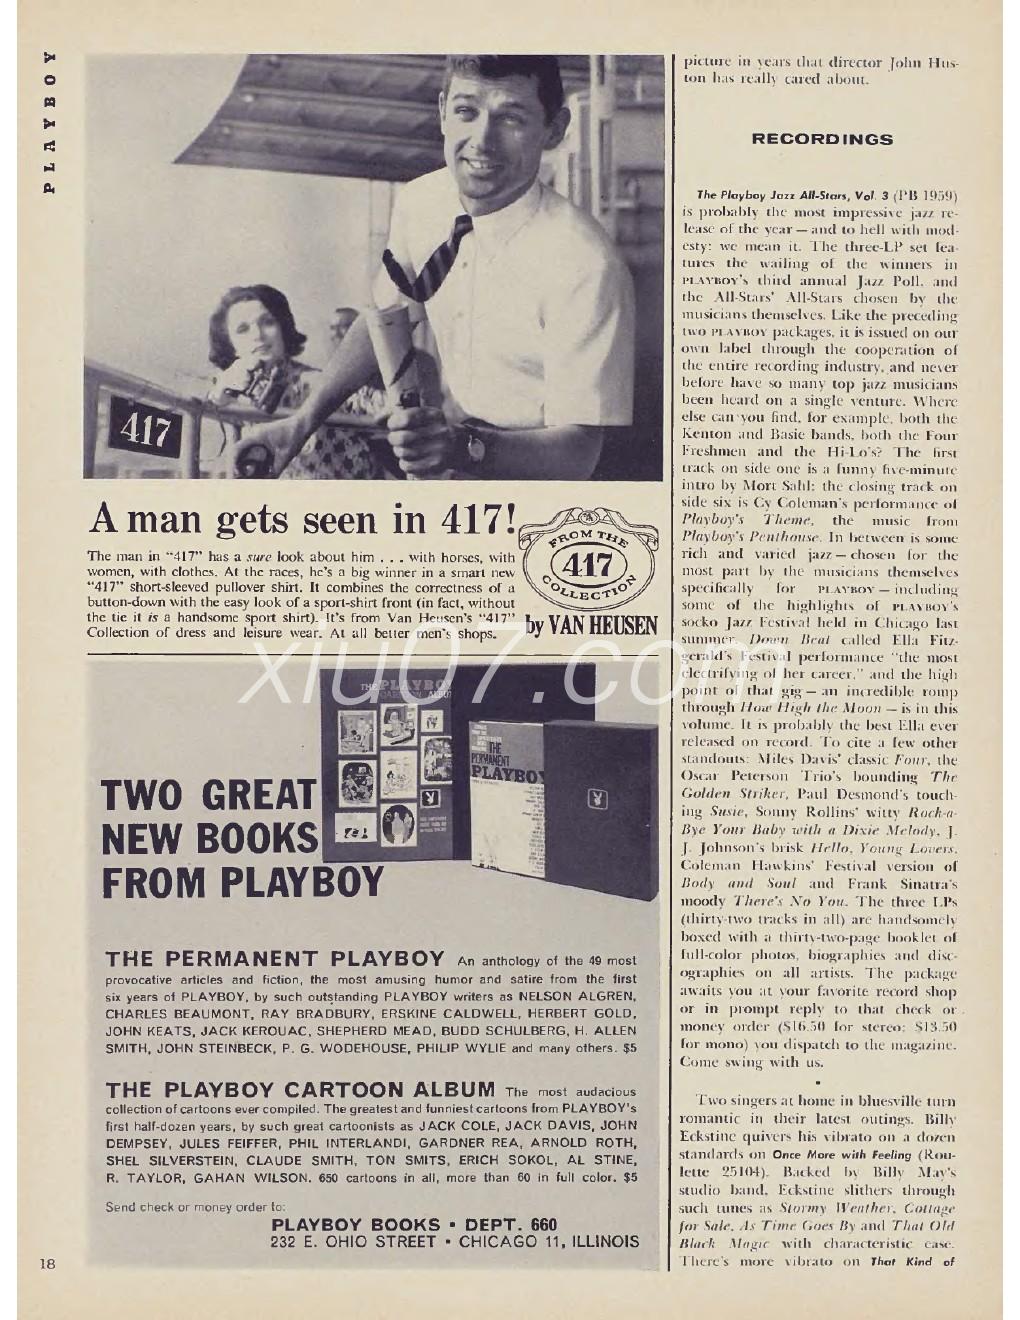 PLAYBOY
417
A man gets seen in 417!
The man in “417” has a sure look about him . . . with horses, with
women, with clothes. At the races, he's a big winner in a smart new
“417” short-sleeved pullover shirt. It combines the correctness of a
button-down with the easy look of a sport-shirt front (in fact, without
the tie it is a handsome sport shirt). It's from Van Heusen's “417”
Collection of dress and leisure wear. At all better men's shops.
FROM THE
417
COLLECTION
by VAN HEUSEN
xiu07.com
THE PLAYBOY
CARTOON ALBUM
THE
PERMANENT
PLAYBOY
TWO GREAT
NEW BOOKS
FROM PLAYBOY
THE PERMANENT PLAYBOY An anthology of the 49 most
provocative articles and fiction, the most amusing humor and satire from the first
six years of PLAYBOY, by such outstanding PLAYBOY writers as NELSON ALGREN,
CHARLES BEAUMONT, RAY BRADBURY, ERSKINE CALDWELL, HERBERT GOLD,
JOHN KEATS, JACK KEROUAC, SHEPHERD MEAD, BUDD SCHULBERG, H. ALLEN
SMITH, JOHN STEINBECK, P. G. WODEHOUSE, PHILIP WYLIE and many others. $5
THE PLAYBOY CARTOON ALBUM The most audacious
collection of cartoons ever compiled. The greatest and funniest cartoons from PLAYBOY's
first half-dozen years, by such great cartoonists as JACK COLE, JACK DAVIS, JOHN
DEMPSEY, JULES FEIFFER, PHIL INTERLANDI, GARDNER REA, ARNOLD ROTH,
SHEL SILVERSTEIN, CLAUDE SMITH, TON SMITS, ERICH SOKOL, AL STINE,
R. TAYLOR, GAHAN WILSON. 650 cartoons in all, more than 60 in full color. $5
Send check or money order to:
PLAYBOY BOOKS • DEPT. 660
232 E. OHIO STREET • CHICAGO 11, ILLINOIS
18
picture in years that director John Hus-
ton has really cared about.
RECORDINGS
The Playboy Jazz All-Stars, Vol. 3 (PB 1959)
is probably the most impressive jazz re-
lease of the year — and to hell with mod-
esty: we mean it. The three-LP set fea-
tures the wailing of the winners in
PLAYBOY's third annual Jazz Poll, and
the All-Stars' All-Stars chosen by the
musicians themselves. Like the preceding
two PLAYBOY packages, it is issued on our
own label through the cooperation of
the entire recording industry, and never
before have so many top jazz musicians
been heard on a single venture. Where
else can you find, for example, both the
Kenton and Basie bands, both the Four
Freshmen and the Hi-Lo's? The first
track on side one is a funny five-minute
intro by Mort Sahl; the closing track on
side six is Cy Coleman's performance of
Playboy's Theme, the music from
Playboy's Penthouse. In between is some
rich and varied jazz — chosen for the
most part by the musicians themselves
specifically for PLAYBOY — including
some of the highlights of PLAYBOY's
socko Jazz Festival held in Chicago last
summer. Down Beat called Ella Fitz-
gerald's Festival performance "the most
electrifying of her career," and the high
point of that gig — an incredible romp
through How High the Moon — is in this
volume. It is probably the best Ella ever
released on record. To cite a few other
standouts: Miles Davis' classic Four, the
Oscar Peterson Trio's bounding The
Golden Striker, Paul Desmond's touch-
ing Susie, Sonny Rollins' witty Rock-a-
Bye Your Baby with a Dixie Melody, J.
J. Johnson's brisk Hello, Young Lovers,
Coleman Hawkins' Festival version of
Body and Soul and Frank Sinatra's
moody There's No You. The three LPs
(thirty-two tracks in all) are handsomely
boxed with a thirty-two-page booklet of
full-color photos, biographies and disc-
ographies on all artists. The package
awaits you at your favorite record shop
or in prompt reply to that check or
money order ($16.50 for stereo; $13.50
for mono) you dispatch to the magazine.
Come swing with us.
•
Two singers at home in bluesville turn
romantic in their latest outings. Billy
Eckstine quivers his vibrato on a dozen
standards on Once More with Feeling (Rou-
lette 25104). Backed by Billy May's
studio band, Eckstine slithers through
such tunes as Stormy Weather, Cottage
for Sale, As Time Goes By and That Old
Black Magic with characteristic ease.
There's more vibrato on That Kind of